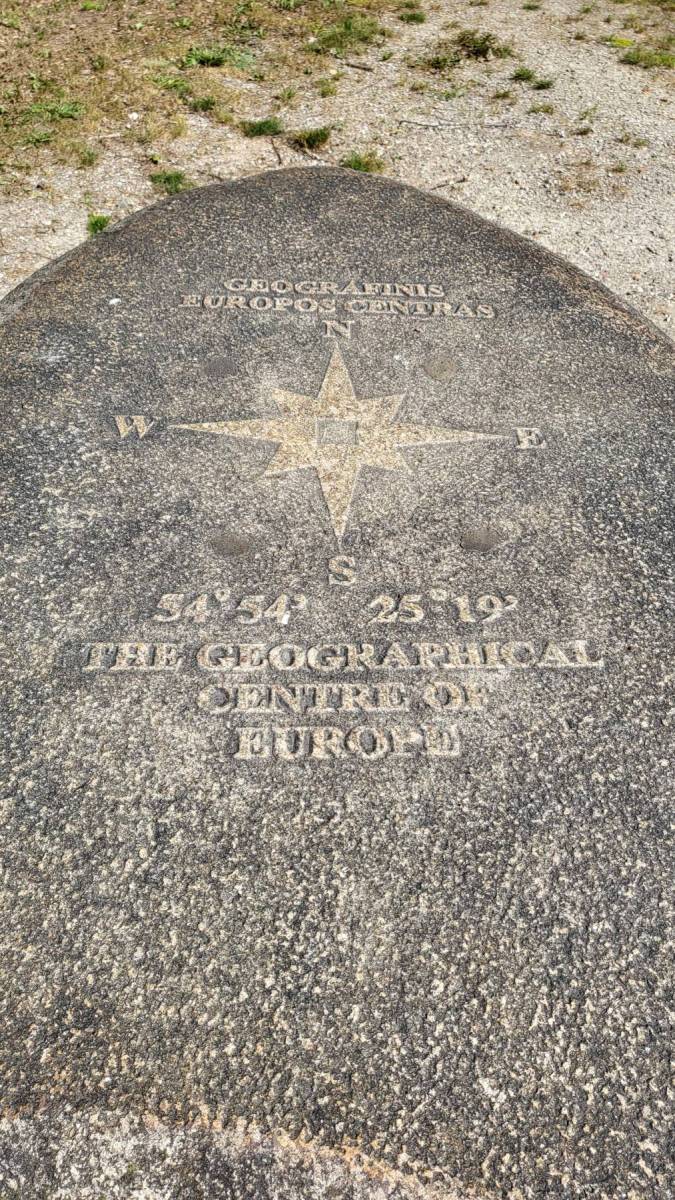 GEOGRAFINIS
EUROPOS CENTRAS
N
W E
S
54°54' 25°19'
THE GEOGRAPHICAL
CENTRE OF
EUROPE